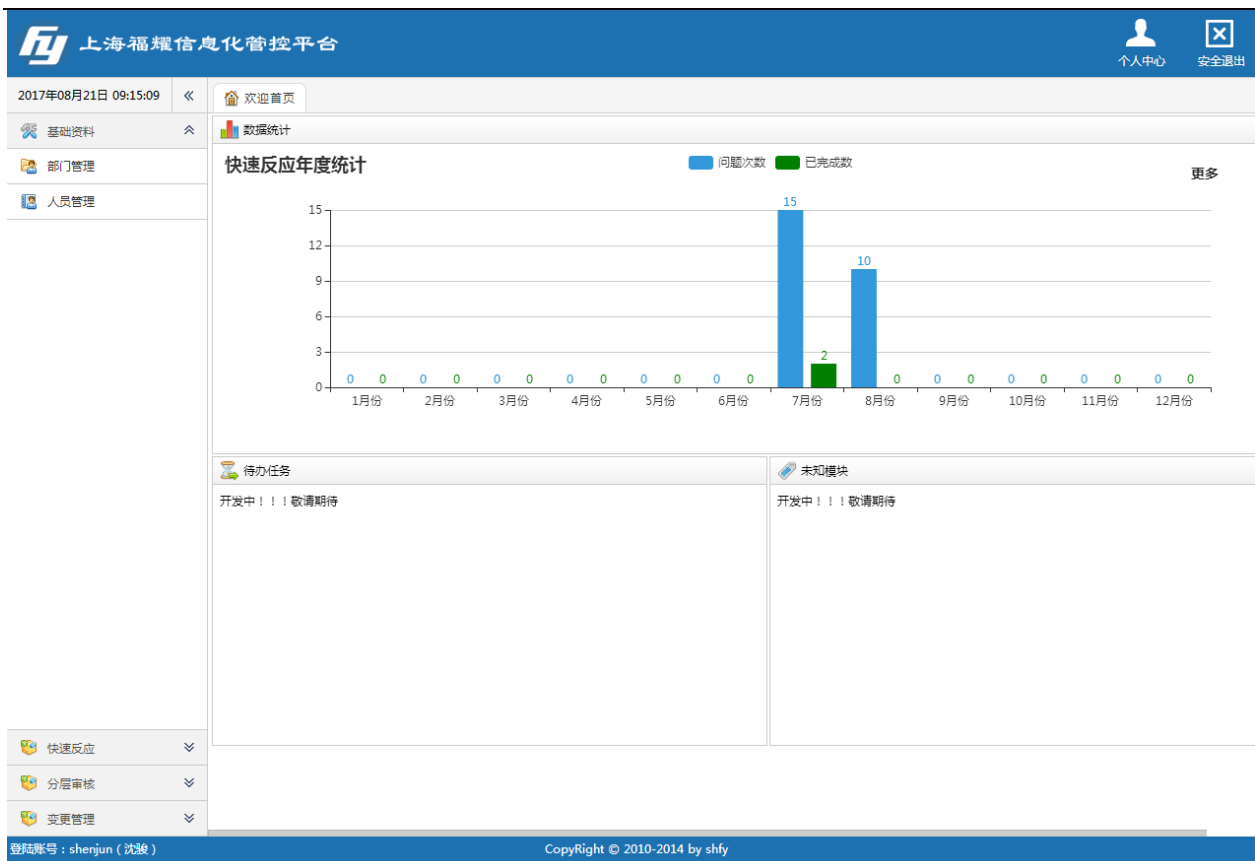 fy 上海福耀信息化管控平台
个人中心 安全退出
2017年08月21日 09:15:09 «
欢迎首页
基础资料
部门管理
人员管理
数据统计
快速反应年度统计
问题次数 已完成数
更多
15
12
9
6
3
0
0 0 0 0 0 0 0 0 0 0 0 0 15 2 10 0 0 0 0 0 0 0 0 0
1月份 2月份 3月份 4月份 5月份 6月份 7月份 8月份 9月份 10月份 11月份 12月份
待办任务
开发中！！！敬请期待
未知模块
开发中！！！敬请期待
快速反应
分层审核
变更管理
登陆账号：shenjun（沈骏）
CopyRight © 2010-2014 by shfy